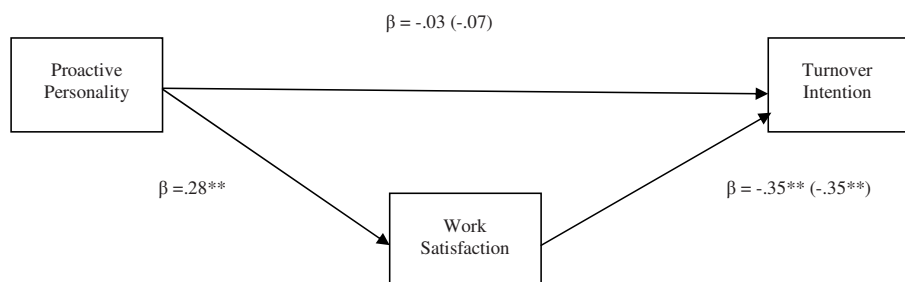 β = -.03 (-.07)
Proactive
Personality
Turnover
Intention
β =.28**
β = -.35** (-.35**)
Work
Satisfaction